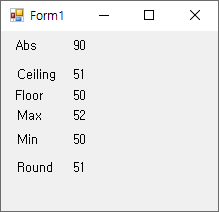 Form1
Abs 90
Ceiling 51
Floor 50
Max 52
Min 50
Round 51